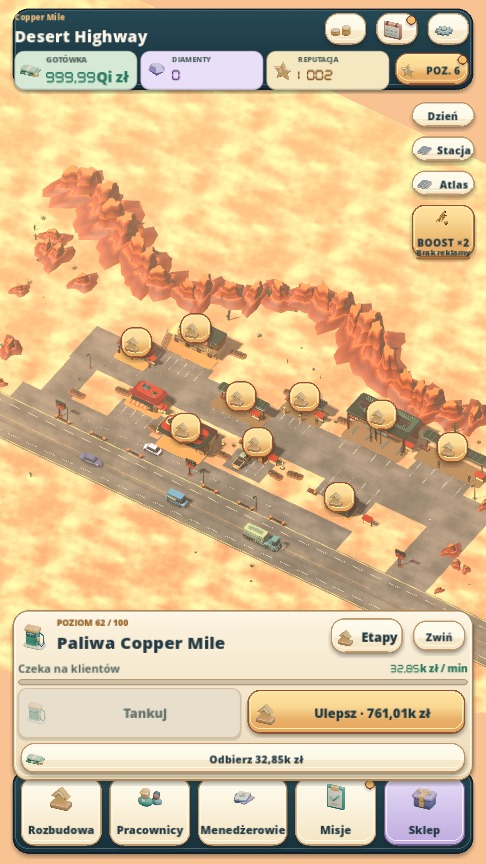 Copper Mile
Desert Highway
GOTÓWKA
999,99Qi zł
DIAMENTY
0
REPUTACJA
1 002
POZ. 6
Dzień
Stacja
Atlas
BOOST ×2
Brak reklamy
POZIOM 62 / 100
Paliwa Copper Mile
Etapy
Zwiń
Czeka na klientów
32,85k zł / min
Tankuj
Ulepsz · 761,01k zł
Odbierz 32,85k zł
Rozbudowa
Pracownicy
Menedżerowie
Misje
Sklep